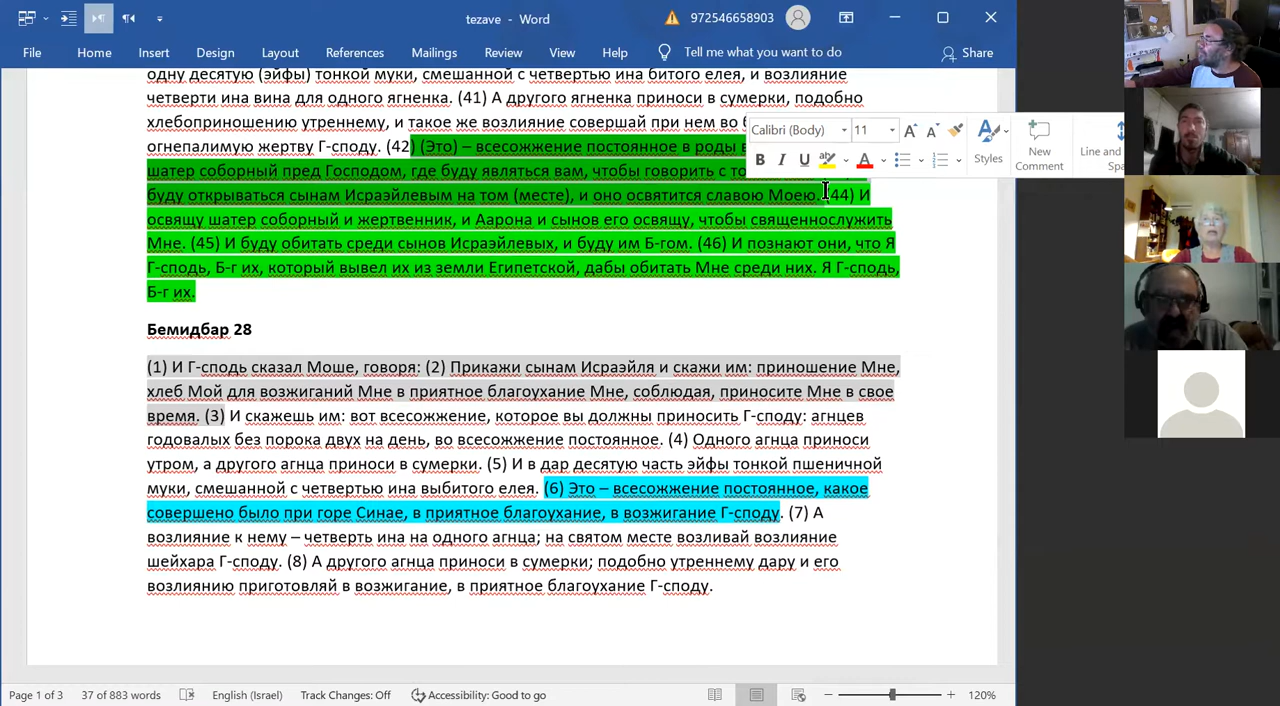 tezave - Word
972546658903
File Home Insert Design Layout References Mailings Review View Help Tell me what you want to do Share
одну десятую (эйфы) тонкой муки, смешанной с четвертью ина битого елея, и возлияние
четверти ина вина для одного ягненка. (41) А другого ягненка приноси в сумерки, подобно
хлебоприношению утреннему, и такое же возлияние совершай при нем во
огнепалимую жертву Г-споду. (42) (Это) – всесожжение постоянное в роды
шатер соборный пред Господом, где буду являться вам, чтобы говорить с
буду открываться сынам Исраэйлевым на том (месте), и оно освятится славою Моею. (44) И
освящу шатер соборный и жертвенник, и Аарона и сынов его освящу, чтобы священнослужить
Мне. (45) И буду обитать среди сынов Исраэйлевых, и буду им Б-гом. (46) И познают они, что Я
Г-сподь, Б-г их, который вывел их из земли Египетской, дабы обитать Мне среди них. Я Г-сподь,
Б-г их.
Calibri (Body) 11
B I U A Styles New Comment Line and
Бемидбар 28
(1) И Г-сподь сказал Моше, говоря: (2) Прикажи сынам Исраэйля и скажи им: приношение Мне,
хлеб Мой для возжиганий Мне в приятное благоухание Мне, соблюдая, приносите Мне в свое
время. (3) И скажешь им: вот всесожжение, которое вы должны приносить Г-споду: агнцев
годовалых без порока двух на день, во всесожжение постоянное. (4) Одного агнца приноси
утром, а другого агнца приноси в сумерки. (5) И в дар десятую часть эйфы тонкой пшеничной
муки, смешанной с четвертью ина выбитого елея. (6) Это – всесожжение постоянное, какое
совершено было при горе Синае, в приятное благоухание, в возжигание Г-споду. (7) А
возлияние к нему – четверть ина на одного агнца; на святом месте возливай возлияние
шейхара Г-споду. (8) А другого агнца приноси в сумерки; подобно утреннему дару и его
возлиянию приготовляй в возжигание, в приятное благоухание Г-споду.
Page 1 of 3 37 of 883 words English (Israel) Track Changes: Off Accessibility: Good to go 120%